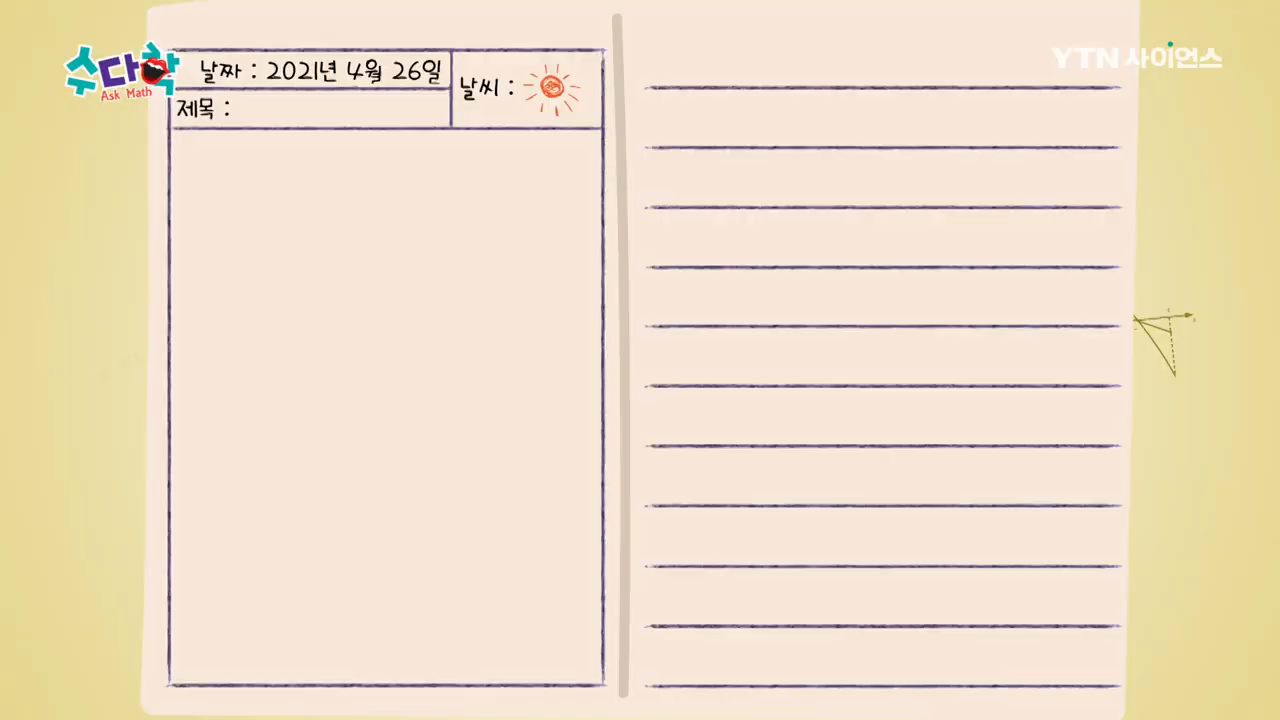 수다학
Ask Math
날짜 : 2021년 4월 26일
날씨 :
제목 :
YTN 사이언스